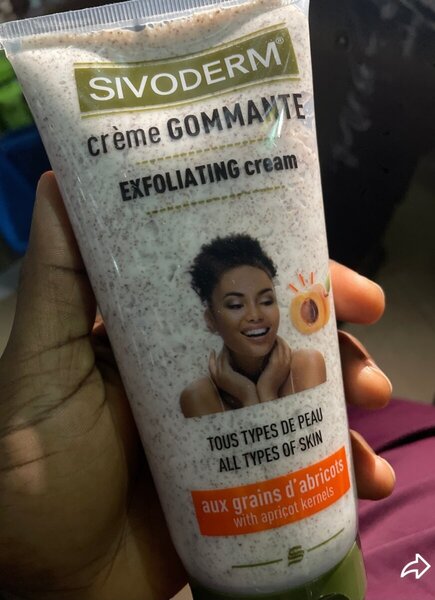 SIVODERM®
crème GOMMANTE
EXFOLIATING cream
TOUS TYPES DE PEAU
ALL TYPES OF SKIN
aux grains d'abricots
with apricot kernels